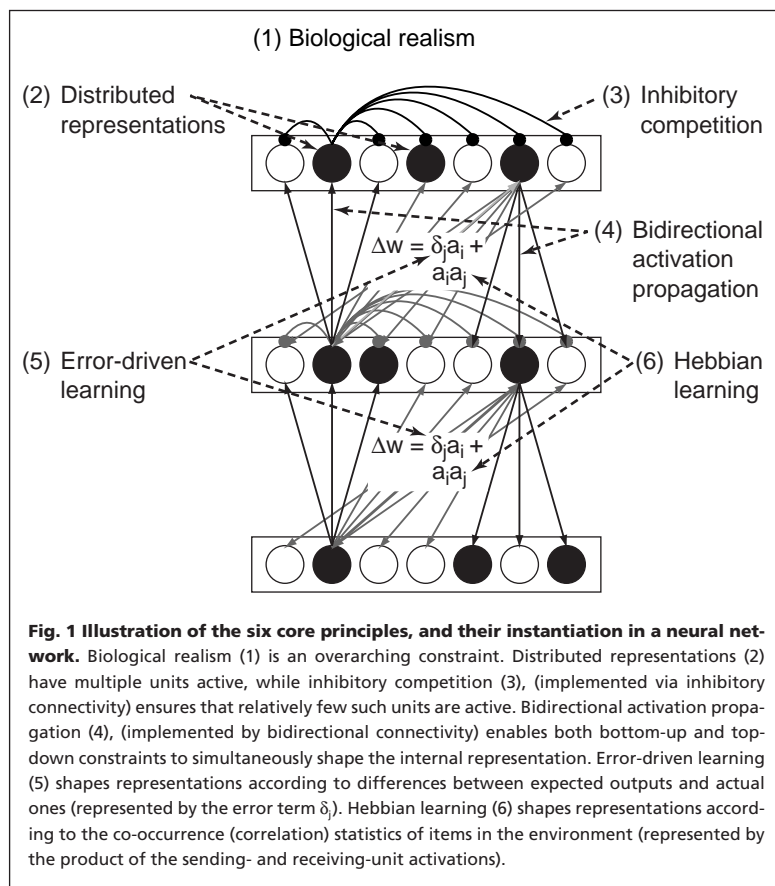 (1) Biological realism
(2) Distributed
representations
(3) Inhibitory
competition
Δw = δjai +
aiaj
(4) Bidirectional
activation
propagation
(5) Error-driven
learning
(6) Hebbian
learning
Δw = δjai +
aiaj
Fig. 1 Illustration of the six core principles, and their instantiation in a neural net-
work. Biological realism (1) is an overarching constraint. Distributed representations (2)
have multiple units active, while inhibitory competition (3), (implemented via inhibitory
connectivity) ensures that relatively few such units are active. Bidirectional activation propa-
gation (4), (implemented by bidirectional connectivity) enables both bottom-up and top-
down constraints to simultaneously shape the internal representation. Error-driven learning
(5) shapes representations according to differences between expected outputs and actual
ones (represented by the error term δj). Hebbian learning (6) shapes representations accord-
ing to the co-occurrence (correlation) statistics of items in the environment (represented by
the product of the sending- and receiving-unit activations).